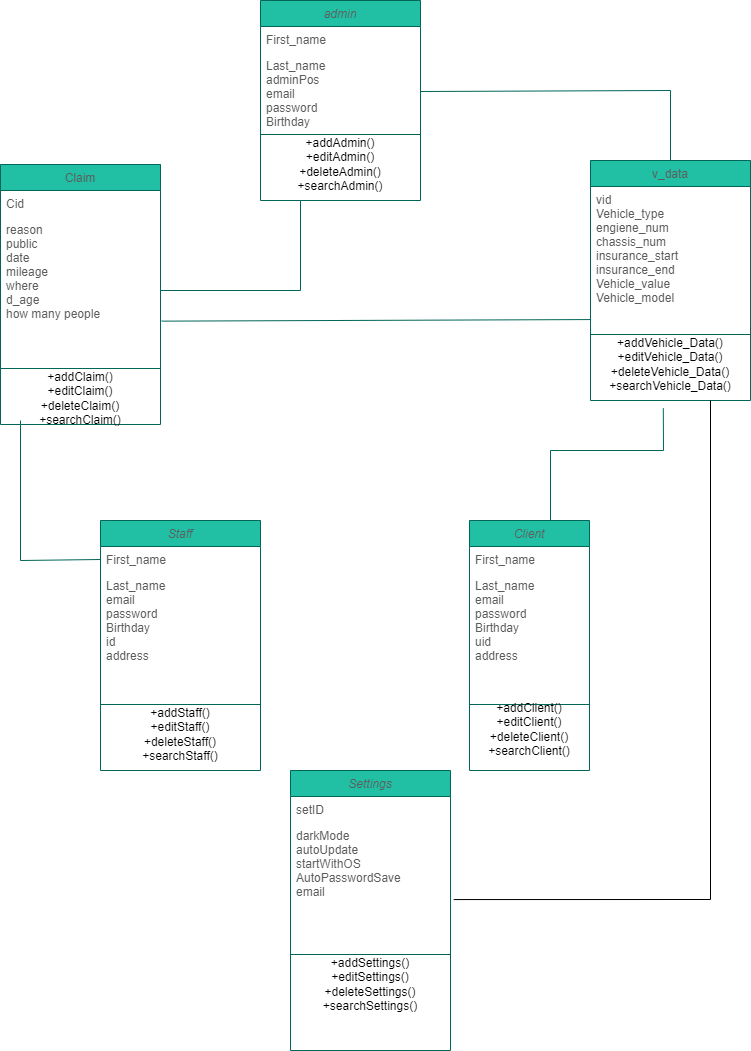 admin
First_name
Last_name
adminPos
email
password
Birthday
+addAdmin()
+editAdmin()
+deleteAdmin()
+searchAdmin()
Claim
Cid
reason
public
date
mileage
where
d_age
how many people
+addClaim()
+editClaim()
+deleteClaim()
+searchClaim()
v_data
vid
Vehicle_type
engiene_num
chassis_num
insurance_start
insurance_end
Vehicle_value
Vehicle_model
+addVehicle_Data()
+editVehicle_Data()
+deleteVehicle_Data()
+searchVehicle_Data()
Staff
First_name
Last_name
email
password
Birthday
id
address
+addStaff()
+editStaff()
+deleteStaff()
+searchStaff()
Client
First_name
Last_name
email
password
Birthday
uid
address
+addClient()
+editClient()
+deleteClient()
+searchClient()
Settings
setID
darkMode
autoUpdate
startWithOS
AutoPasswordSave
email
+addSettings()
+editSettings()
+deleteSettings()
+searchSettings()